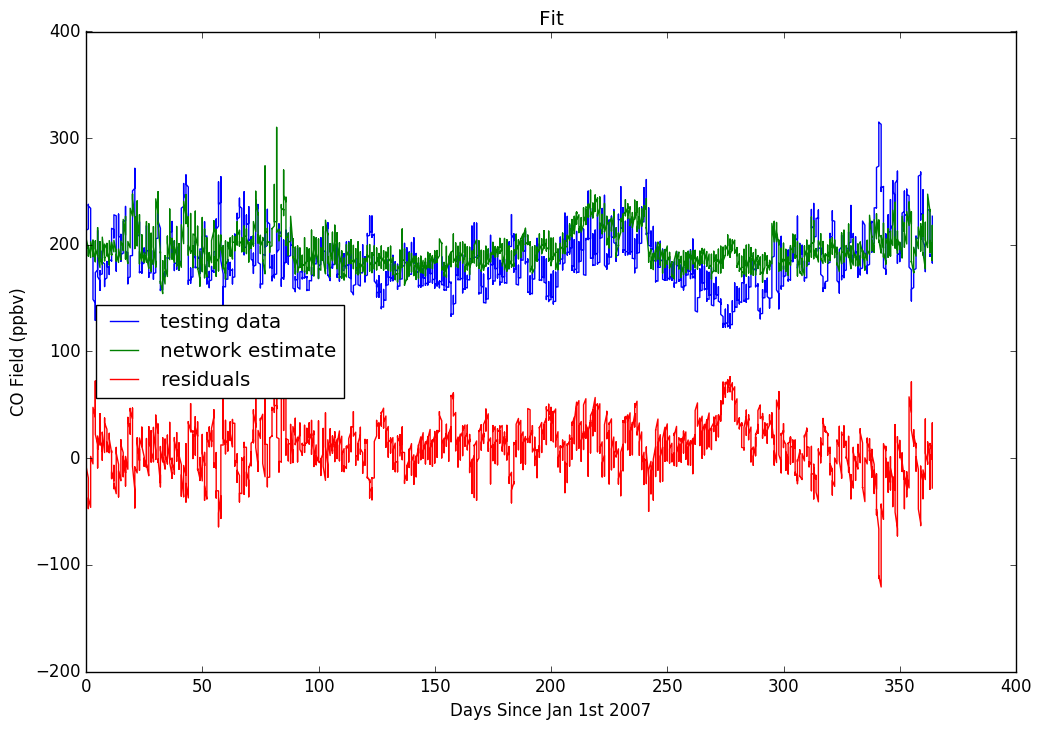 Fit
400
300
200
100
0
−100
−200
CO Field (ppbv)
testing data
network estimate
residuals
0 50 100 150 200 250 300 350 400
Days Since Jan 1st 2007